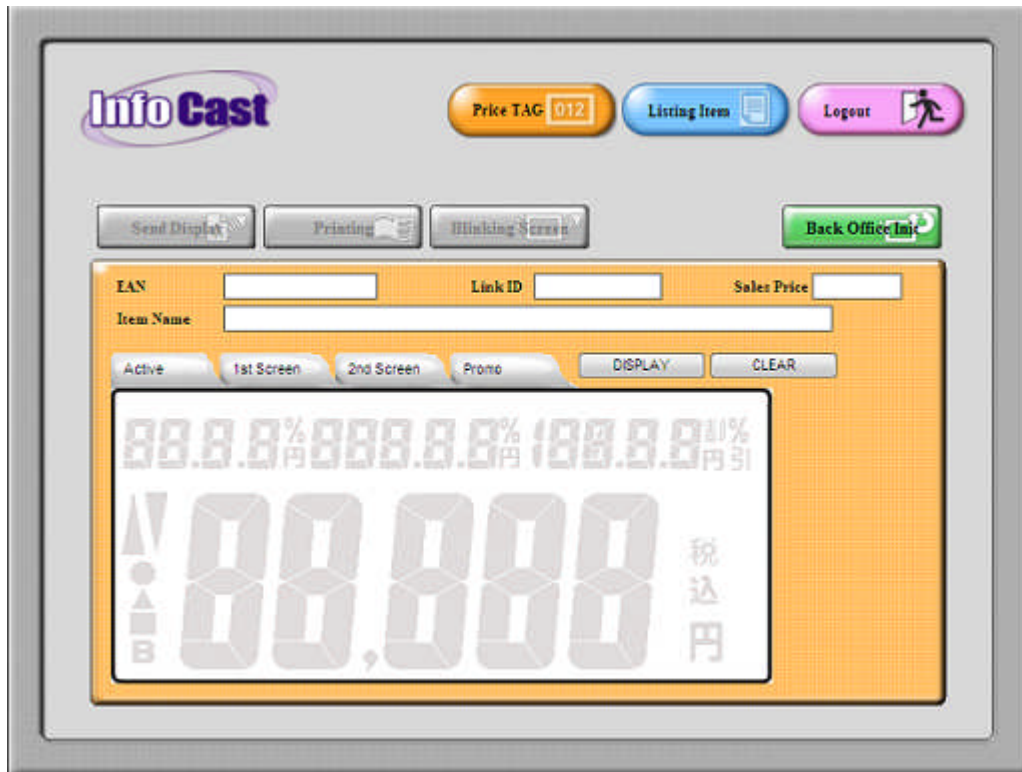 InfoCast
Price TAG 012
Listing Item
Logout
Send Display
Printing
Blinking Screen
Back Office Init
EAN
Link ID
Sales Price
Item Name
Active
1st Screen
2nd Screen
Promo
DISPLAY
CLEAR
88.8.8%円888.8.8%円188.8.8割%円引
88,888
税
込
円
B